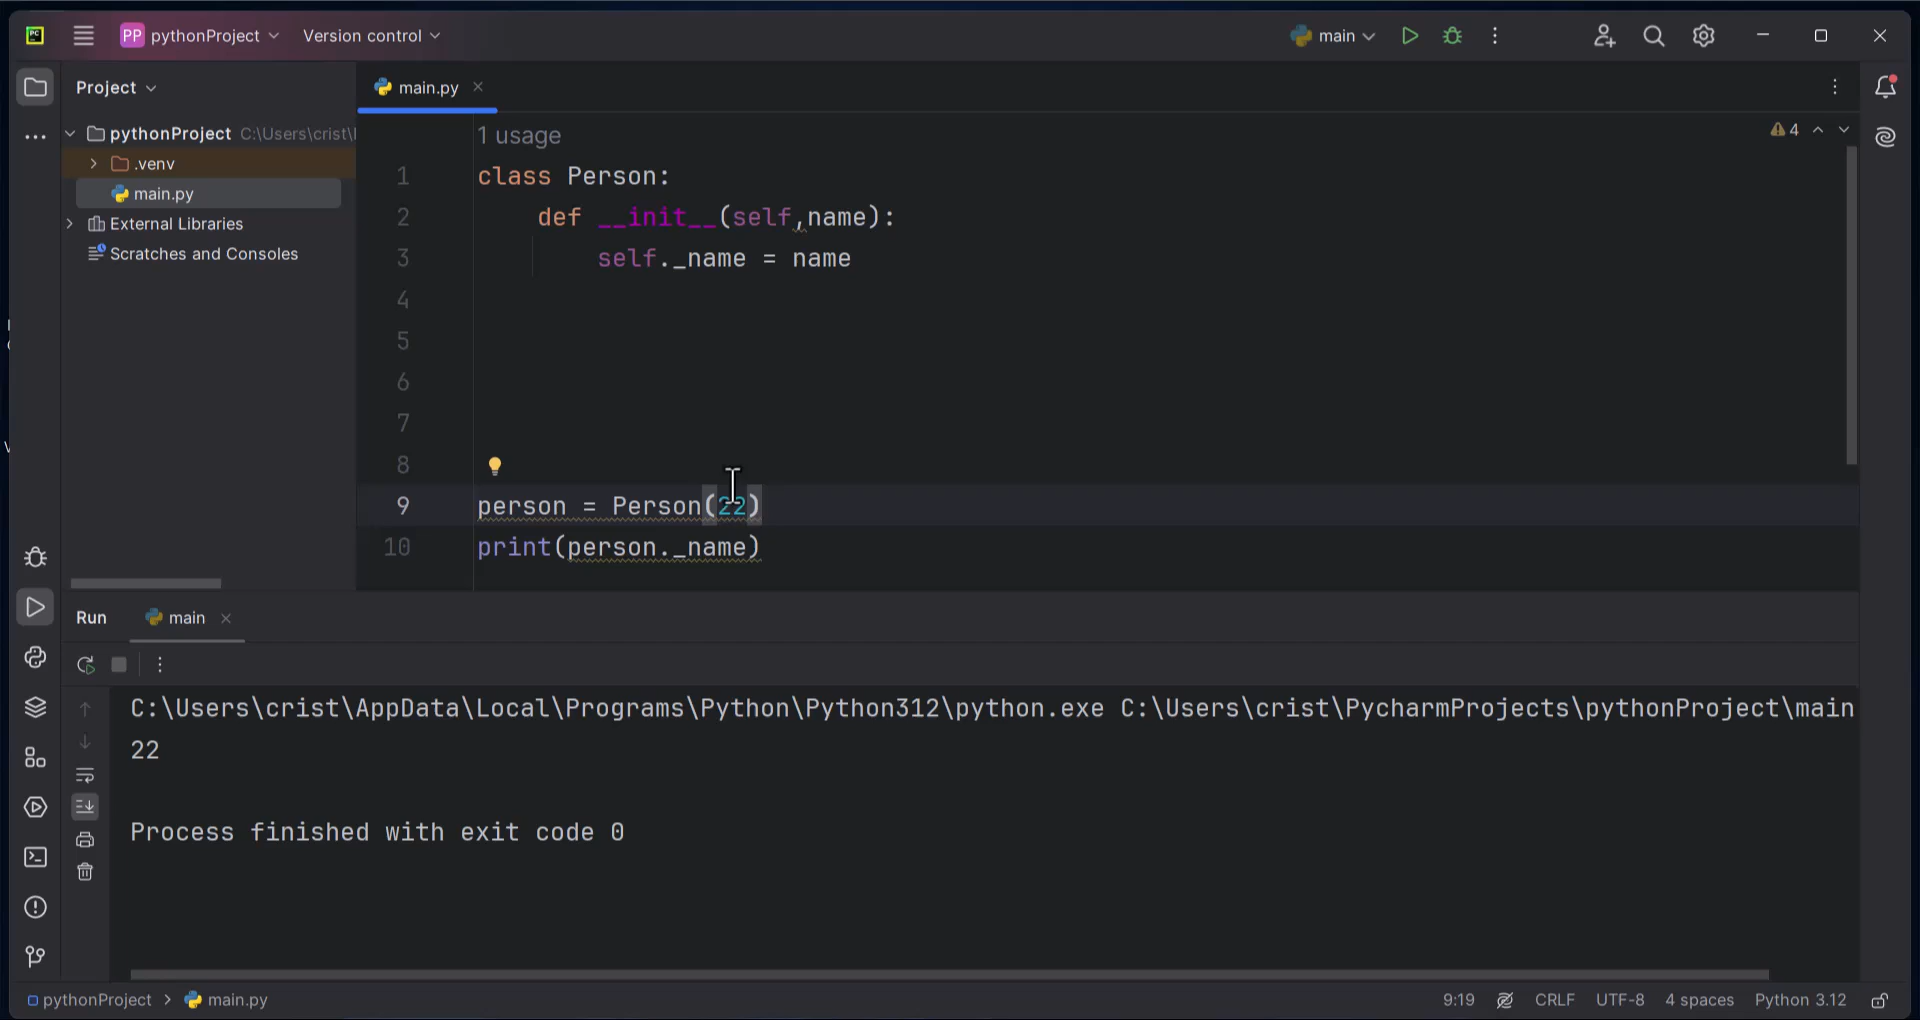 PC
PP pythonProject Version control main
Project
main.py
pythonProject C:\Users\crist\
.venv
main.py
External Libraries
Scratches and Consoles
1 usage
4
1 class Person:
2 def __init__(self,name):
3 self._name = name
4
5
6
7
8
9 person = Person(22)
10 print(person._name)
Run main
C:\Users\crist\AppData\Local\Programs\Python\Python312\python.exe C:\Users\crist\PycharmProjects\pythonProject\main
22
Process finished with exit code 0
pythonProject > main.py 9:19 CRLF UTF-8 4 spaces Python 3.12